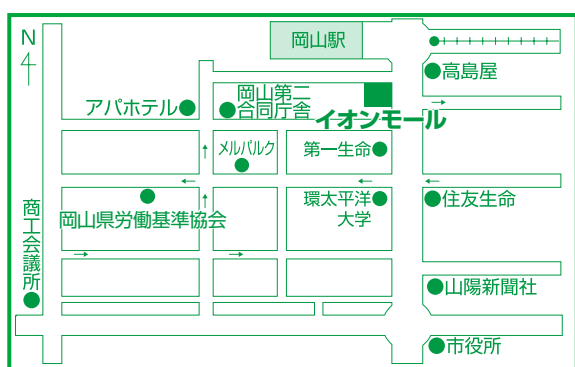 N
岡山駅
高島屋
岡山第二
合同庁舎
アパホテル
イオンモール
メルパルク
第一生命
岡山県労働基準協会
環太平洋
大学
住友生命
商工会議所
山陽新聞社
市役所